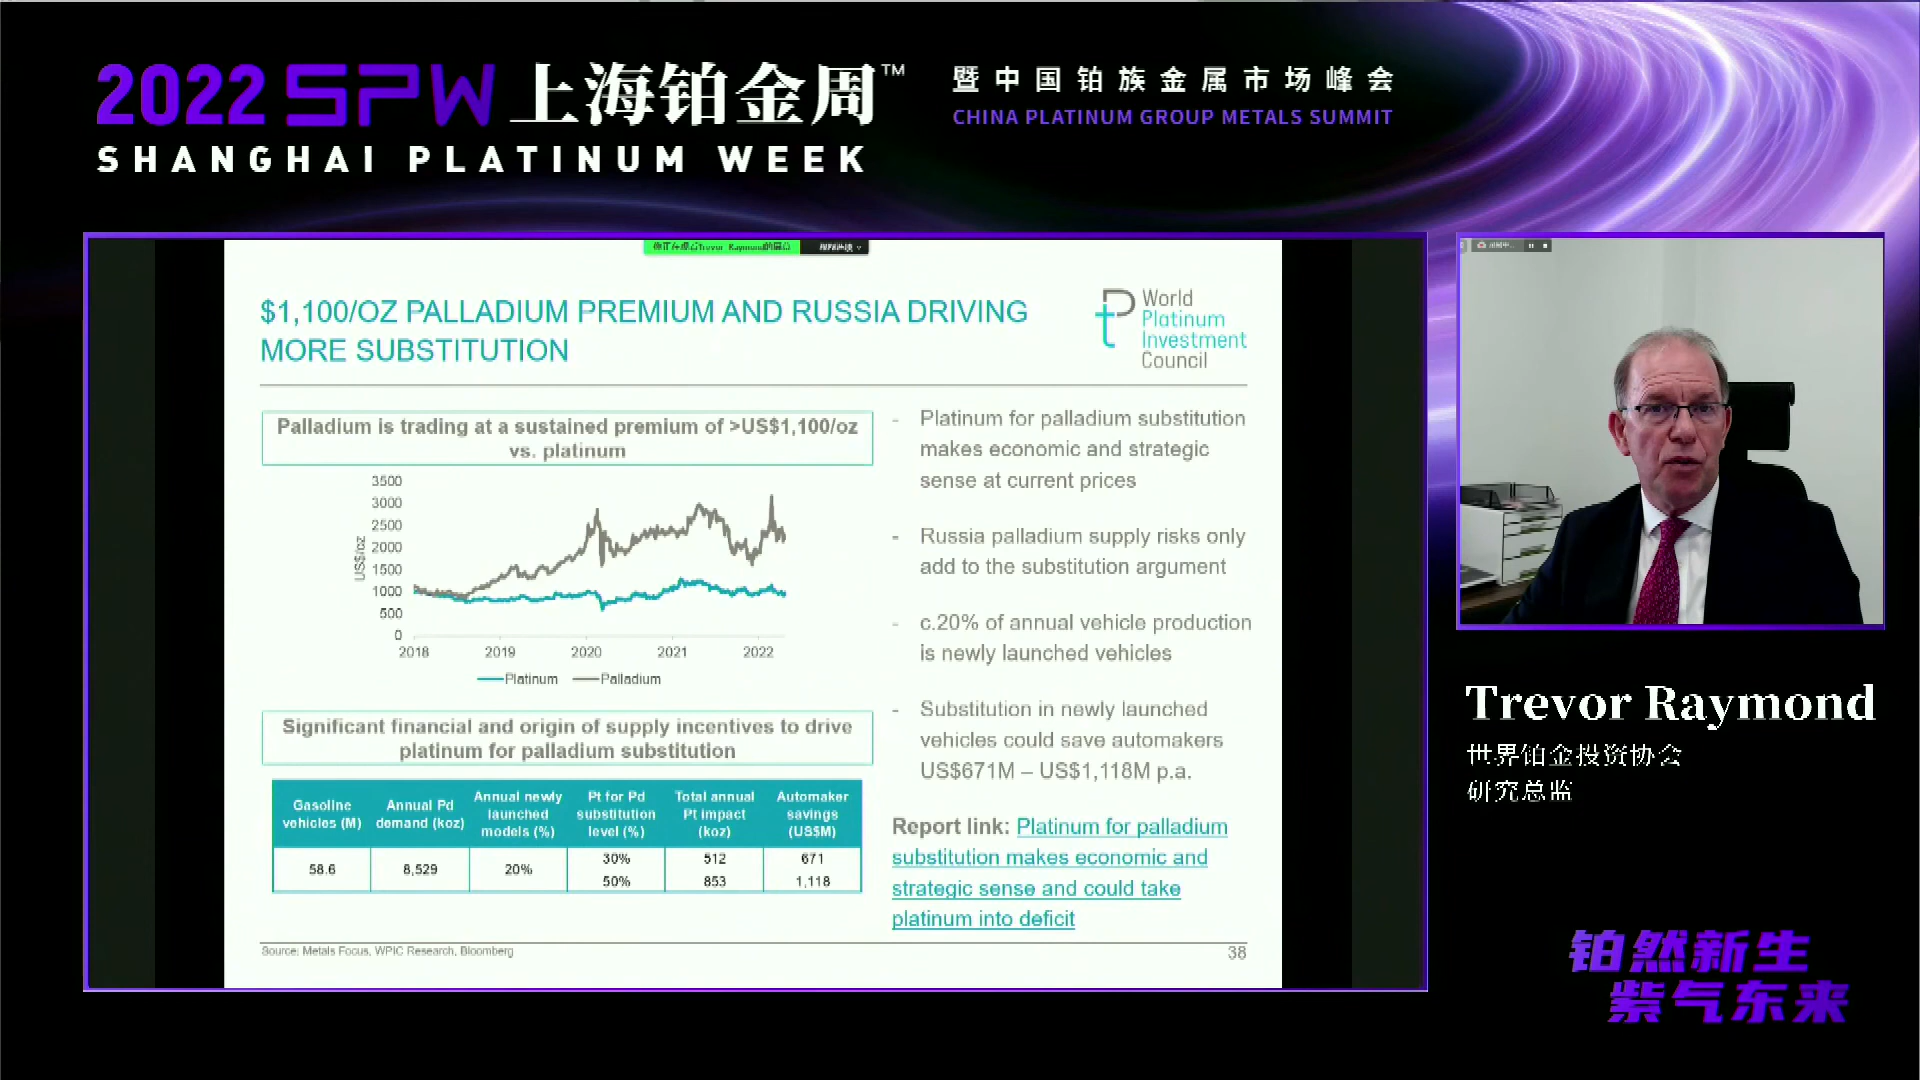 2022 SPW 上海铂金周™
SHANGHAI PLATINUM WEEK
暨中国铂族金属市场峰会
CHINA PLATINUM GROUP METALS SUMMIT
$1,100/OZ PALLADIUM PREMIUM AND RUSSIA DRIVING
MORE SUBSTITUTION
World
Platinum
Investment
Council
Palladium is trading at a sustained premium of >US$1,100/oz
vs. platinum
US$/oz
3500
3000
2500
2000
1500
1000
500
0
2018 2019 2020 2021 2022
Platinum Palladium
Significant financial and origin of supply incentives to drive
platinum for palladium substitution
Gasoline vehicles (M) | Annual Pd demand (koz) | Annual newly launched models (%) | Pt for Pd substitution level (%) | Total annual Pt impact (koz) | Automaker savings (US$M)
58.6 | 8,529 | 20% | 30% | 512 | 671
50% | 853 | 1,118
- Platinum for palladium substitution
makes economic and strategic
sense at current prices
- Russia palladium supply risks only
add to the substitution argument
- c.20% of annual vehicle production
is newly launched vehicles
- Substitution in newly launched
vehicles could save automakers
US$671M – US$1,118M p.a.
Report link: Platinum for palladium
substitution makes economic and
strategic sense and could take
platinum into deficit
Source: Metals Focus, WPIC Research, Bloomberg
38
Trevor Raymond
世界铂金投资协会
研究总监
铂然新生
紫气东来